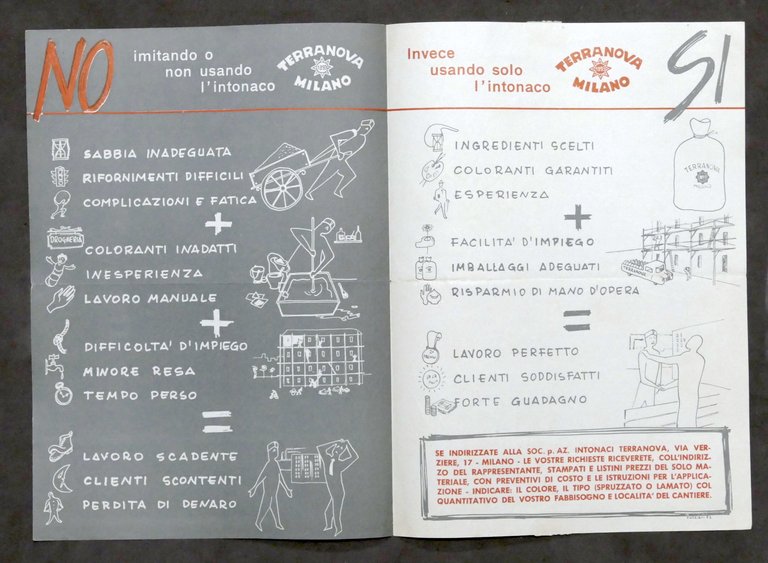 NO
imitando o
non usando
l'intonaco
TERRANOVA
MILANO
SABBIA INADEGUATA
RIFORNIMENTI DIFFICILI
COMPLICAZIONI E FATICA
+
DROGHERIA
COLORANTI INADATTI
INESPERIENZA
LAVORO MANUALE
+
DIFFICOLTA' D'IMPIEGO
MINORE RESA
TEMPO PERSO
=
LAVORO SCADENTE
CLIENTI SCONTENTI
PERDITA DI DENARO
Invece
usando solo
l'intonaco
TERRANOVA
MILANO
SI
INGREDIENTI SCELTI
COLORANTI GARANTITI
ESPERIENZA
TERRANOVA
MILANO
+
FACILITA' D'IMPIEGO
IMBALLAGGI ADEGUATI
RISPARMIO DI MANO D'OPERA
TERRANOVA
=
LAVORO PERFETTO
CLIENTI SODDISFATTI
FORTE GUADAGNO
SE INDIRIZZATE ALLA SOC. p. AZ. INTONACI TERRANOVA, VIA VER-
ZIERE, 17 - MILANO - LE VOSTRE RICHIESTE RICEVERETE, COLL'INDIRIZ-
ZO DEL RAPPRESENTANTE, STAMPATI E LISTINI PREZZI DEL SOLO MA-
TERIALE, CON PREVENTIVI DI COSTO E LE ISTRUZIONI PER L'APPLICA-
ZIONE - INDICARE: IL COLORE, IL TIPO (SPRUZZATO O LAMATO) COL
QUANTITATIVO DEL VOSTRO FABBISOGNO E LOCALITA' DEL CANTIERE.